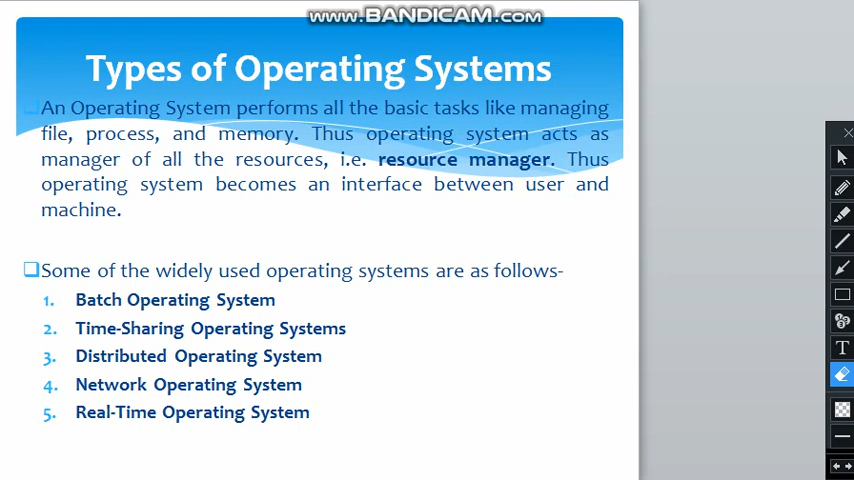 www.BANDICAM.com
Types of Operating Systems
An Operating System performs all the basic tasks like managing
file, process, and memory. Thus operating system acts as
manager of all the resources, i.e. resource manager. Thus
operating system becomes an interface between user and
machine.
Some of the widely used operating systems are as follows-
1. Batch Operating System
2. Time-Sharing Operating Systems
3. Distributed Operating System
4. Network Operating System
5. Real-Time Operating System
T